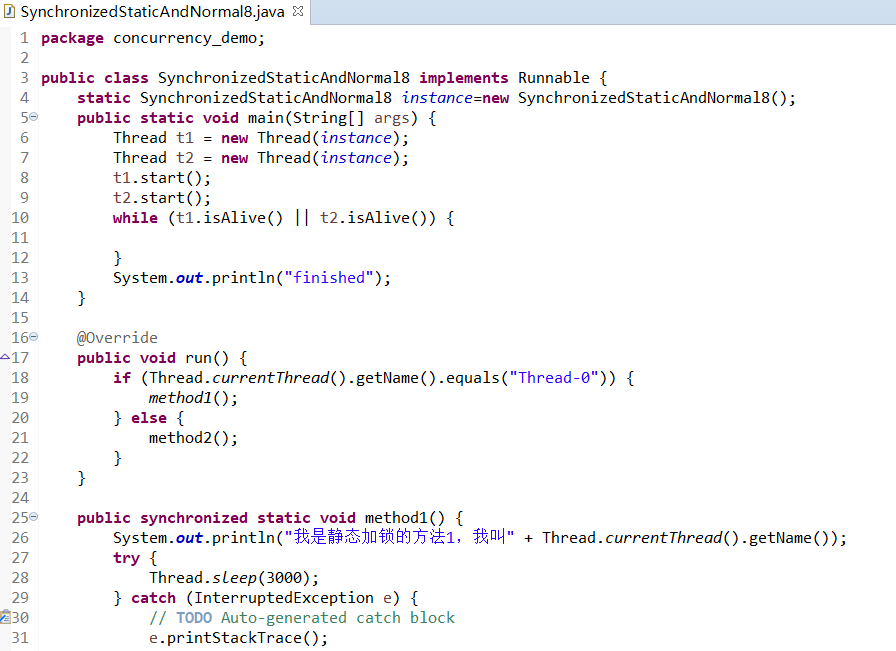 SynchronizedStaticAndNormal8.java
1 package concurrency_demo;
2
3 public class SynchronizedStaticAndNormal8 implements Runnable {
4     static SynchronizedStaticAndNormal8 instance=new SynchronizedStaticAndNormal8();
5     public static void main(String[] args) {
6         Thread t1 = new Thread(instance);
7         Thread t2 = new Thread(instance);
8         t1.start();
9         t2.start();
10         while (t1.isAlive() || t2.isAlive()) {
11
12         }
13         System.out.println("finished");
14     }
15
16     @Override
17     public void run() {
18         if (Thread.currentThread().getName().equals("Thread-0")) {
19             method1();
20         } else {
21             method2();
22         }
23     }
24
25     public synchronized static void method1() {
26         System.out.println("我是静态加锁的方法1，我叫" + Thread.currentThread().getName());
27         try {
28             Thread.sleep(3000);
29         } catch (InterruptedException e) {
30             // TODO Auto-generated catch block
31             e.printStackTrace();